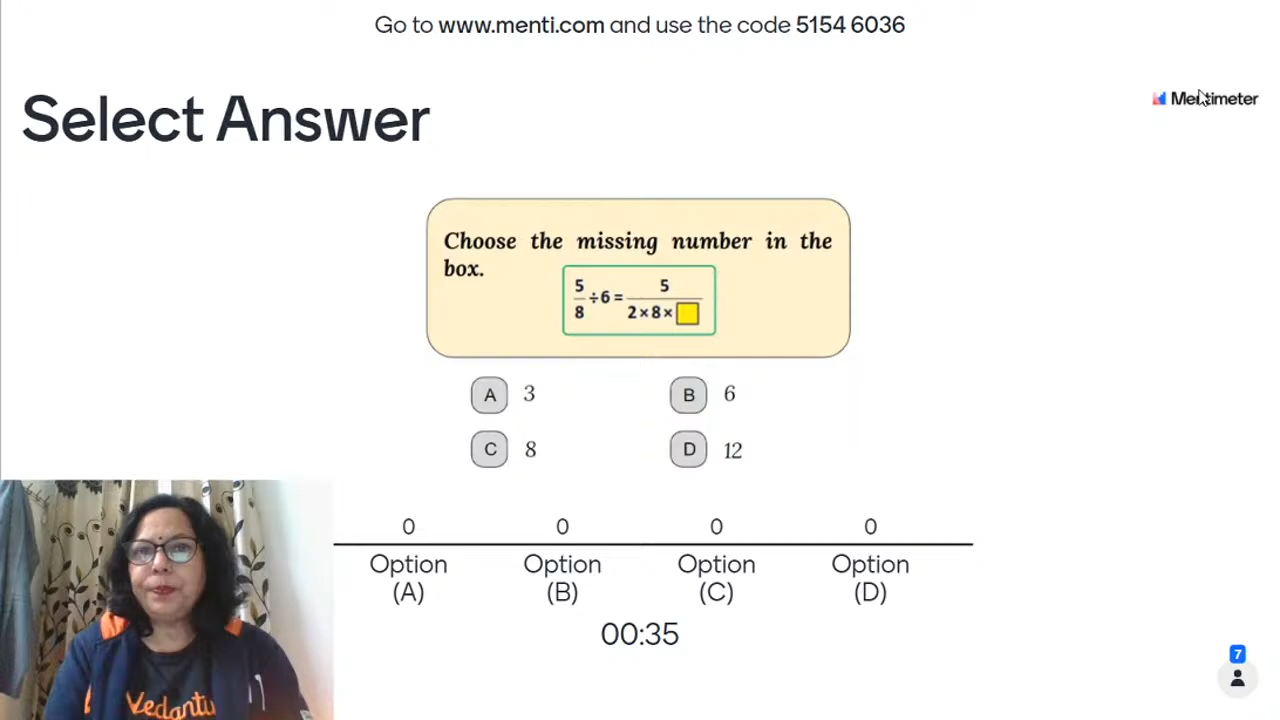 Go to www.menti.com and use the code 5154 6036
Select Answer
Mentimeter
Choose the missing number in the
box.
5/8 ÷ 6 = 5/(2×8×□)
A 3
B 6
C 8
D 12
0 0 0 0
Option (A)
Option (B)
Option (C)
Option (D)
00:35
Vedantu
7